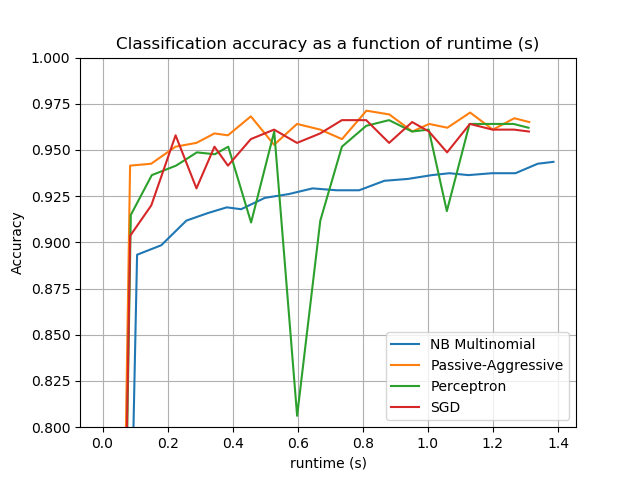 Classification accuracy as a function of runtime (s)
1.000
0.975
0.950
0.925
0.900
0.875
0.850
0.825
0.800
Accuracy
NB Multinomial
Passive-Aggressive
Perceptron
SGD
0.0 0.2 0.4 0.6 0.8 1.0 1.2 1.4
runtime (s)